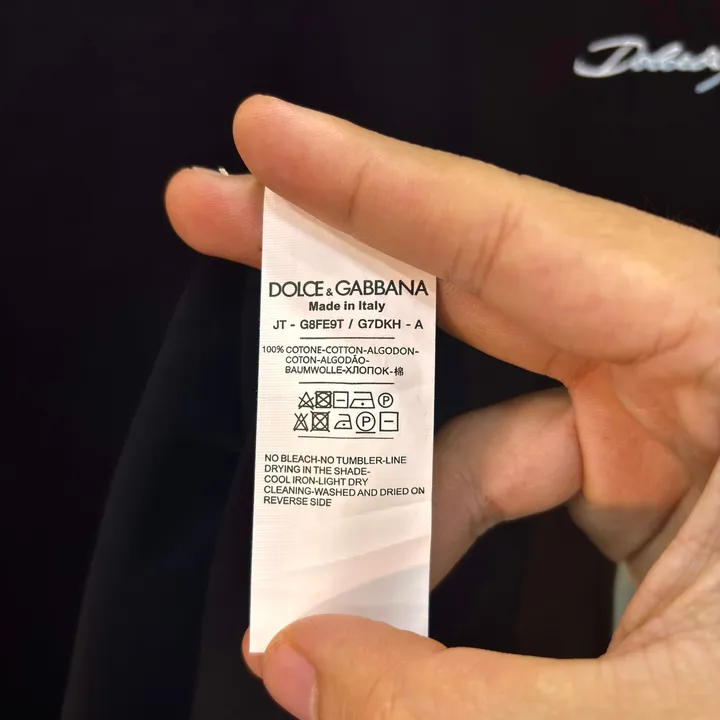 DOLCE & GABBANA
Made in Italy
JT - G8FE9T / G7DKH - A
100% COTONE-COTTON-ALGODON-
COTON-ALGODÃO-
BAUMWOLLE-ХЛОПОК-棉
NO BLEACH-NO TUMBLER-LINE
DRYING IN THE SHADE-
COOL IRON-LIGHT DRY
CLEANING-WASHED AND DRIED ON
REVERSE SIDE